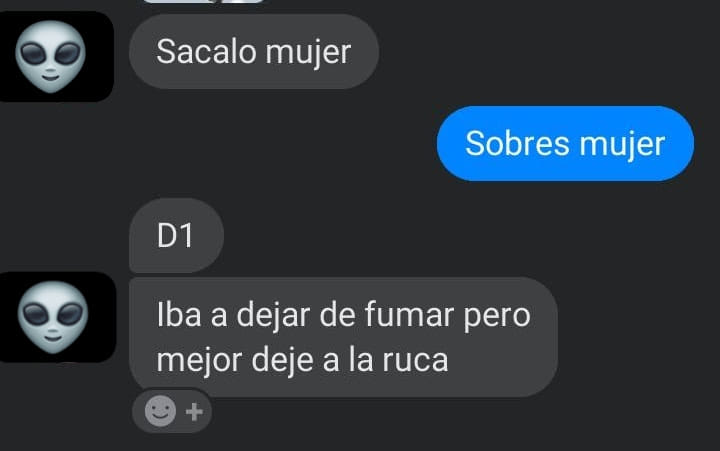 Sacalo mujer
Sobres mujer
D1
Iba a dejar de fumar pero
mejor deje a la ruca